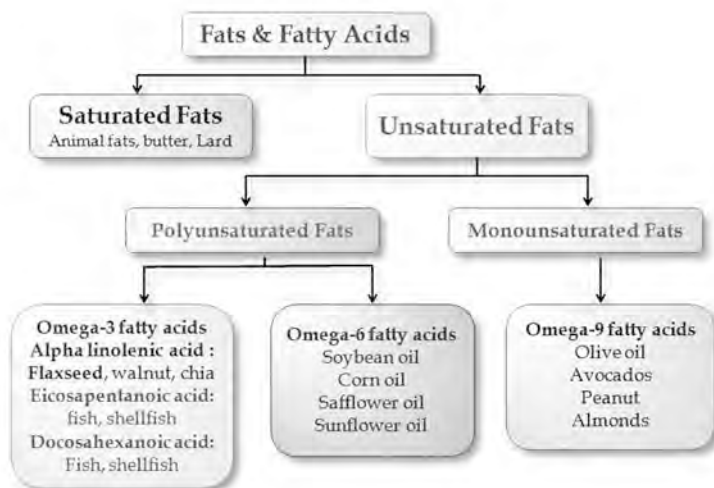 Fats & Fatty Acids
Saturated Fats
Animal fats, butter, Lard
Unsaturated Fats
Polyunsaturated Fats
Monounsaturated Fats
Omega-3 fatty acids
Alpha linolenic acid :
Flaxseed, walnut, chia
Eicosapentanoic acid:
fish, shellfish
Docosahexanoic acid:
Fish, shellfish
Omega-6 fatty acids
Soybean oil
Corn oil
Safflower oil
Sunflower oil
Omega-9 fatty acids
Olive oil
Avocados
Peanut
Almonds